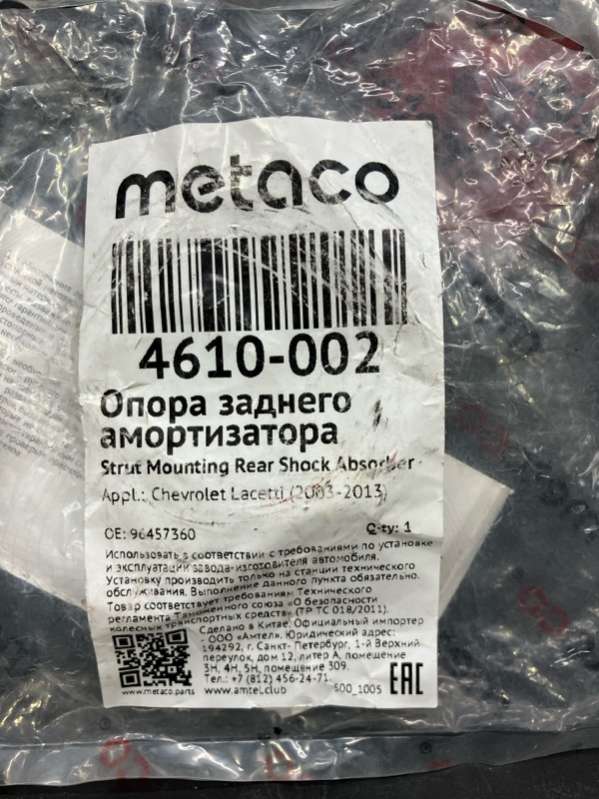 metaco
4610-002
Опора заднего
амортизатора
Strut Mounting Rear Shock Absorber
Appl.: Chevrolet Lacetti (2003-2013)
OE: 96457360 Q-ty: 1
Использовать в соответствии с требованиями по установке
и эксплуатации завода-изготовителя автомобиля.
Установку производить только на станции технического
обслуживания. Выполнение данного пункта обязательно.
Товар соответствует требованиям Технического
регламента Таможенного союза «О безопасности
колесных транспортных средств» (ТР ТС 018/2011).
Сделано в Китае. Официальный импортер
- ООО «Амтел». Юридический адрес:
194292, г. Санкт- Петербург, 1-й Верхний
переулок, дом 12, литер А, помещение
3Н, 4Н, 5Н, помещение 309.
Тел.: +7 (812) 456-24-71.
www.metaco.parts www.amtel.club 500_1005 EAC